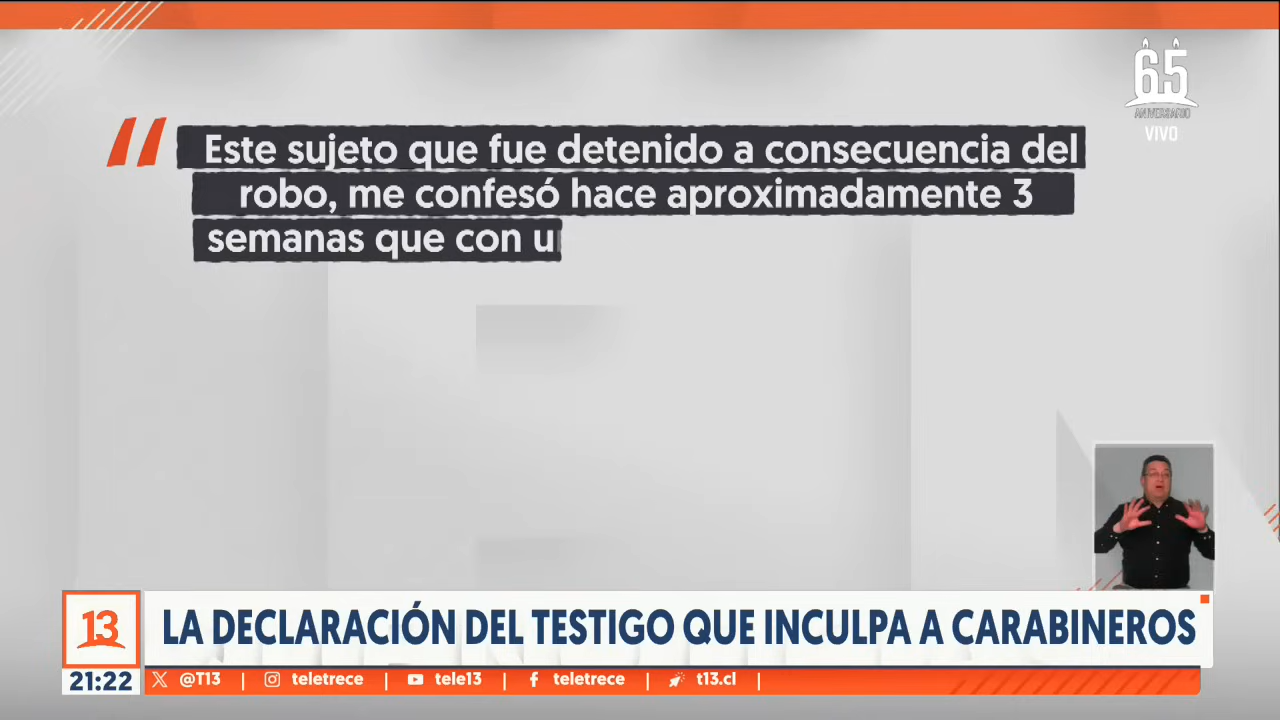 65
ANIVERSARIO
VIVO
Este sujeto que fue detenido a consecuencia del
robo, me confesó hace aproximadamente 3
semanas que con u
13
LA DECLARACIÓN DEL TESTIGO QUE INCULPA A CARABINEROS
21:22 @T13 | teletrece | tele13 | teletrece | t13.cl |